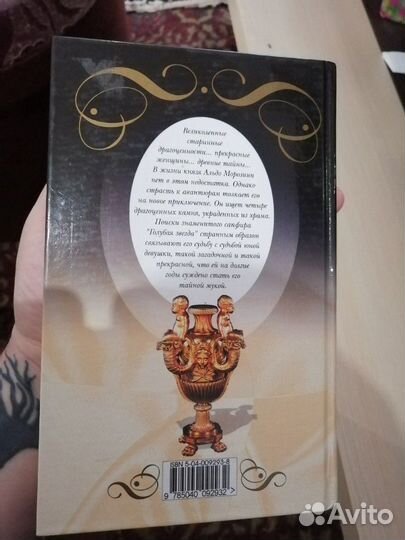 Великолепные
старинные
драгоценности... прекрасные
женщины... древние тайны...
В жизни князя Альдо Морозини
нет в этом недостатка. Однако
страсть к авантюрам толкает его
на новое приключение. Он ищет четыре
драгоценных камня, украденных из храма.
Поиски знаменитого сапфира
"Голубая звезда" странным образом
связывают его судьбу с судьбой юной
девушки, такой загадочной и такой
прекрасной, что ей на долгие
годы суждено стать его
тайной мукой.
ISBN 5-04-009293-8
9 785040 092932 >
Avito